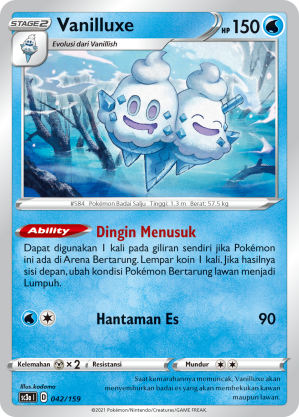 STAGE2
Vanilluxe
HP 150
Evolusi dari Vanillish
#584 Pokémon Badai Salju Tinggi: 1.3 m Berat: 57.5 kg
Ability Dingin Menusuk
Dapat digunakan 1 kali pada giliran sendiri jika Pokémon
ini ada di Arena Bertarung. Lempar koin 1 kali. Jika hasilnya
sisi depan, ubah kondisi Pokémon Bertarung lawan menjadi
Lumpuh.
Hantaman Es 90
Kelemahan ×2 Resistansi Mundur
Saat kemarahannya memuncak, Vanilluxe akan
menyemburkan badai es yang akan membekukan kawan
maupun lawan.
Illus. kodama
sc3a I D 042/159
©2021 Pokémon/Nintendo/Creatures/GAME FREAK.